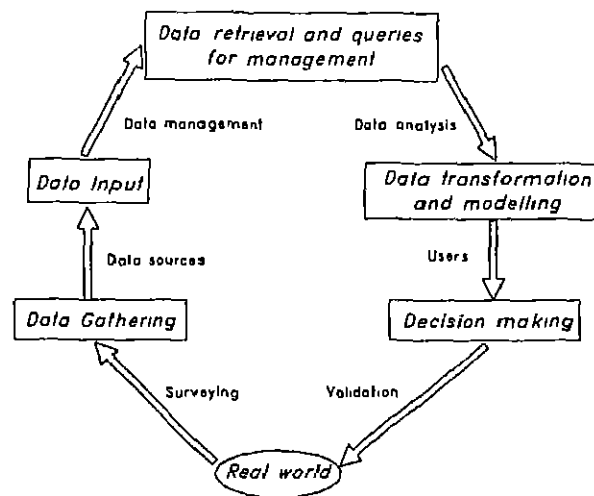 Data retrieval and queries
for management
Data management
Data analysis
Data Input
Data transformation
and modelling
Data sources
Users
Data Gathering
Decision making
Surveying
Validation
Real world